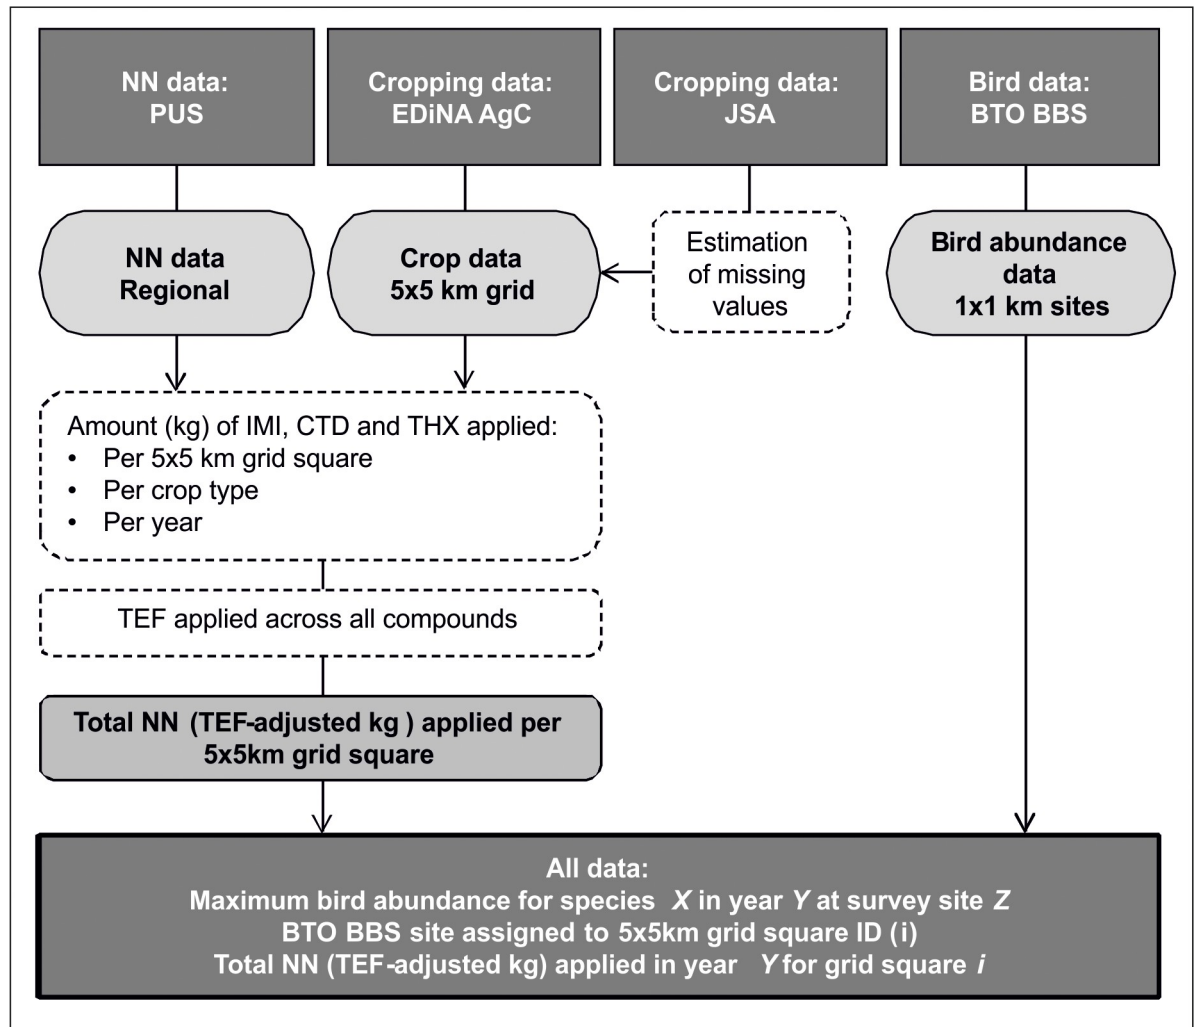 NN data:
PUS
Cropping data:
EDiNA AgC
Cropping data:
JSA
Bird data:
BTO BBS
NN data
Regional
Crop data
5x5 km grid
Estimation
of missing
values
Bird abundance
data
1x1 km sites
Amount (kg) of IMI, CTD and THX applied:
• Per 5x5 km grid square
• Per crop type
• Per year
TEF applied across all compounds
Total NN (TEF-adjusted kg ) applied per
5x5km grid square
All data:
Maximum bird abundance for species X in year Y at survey site Z
BTO BBS site assigned to 5x5km grid square ID (i)
Total NN (TEF-adjusted kg) applied in year Y for grid square i